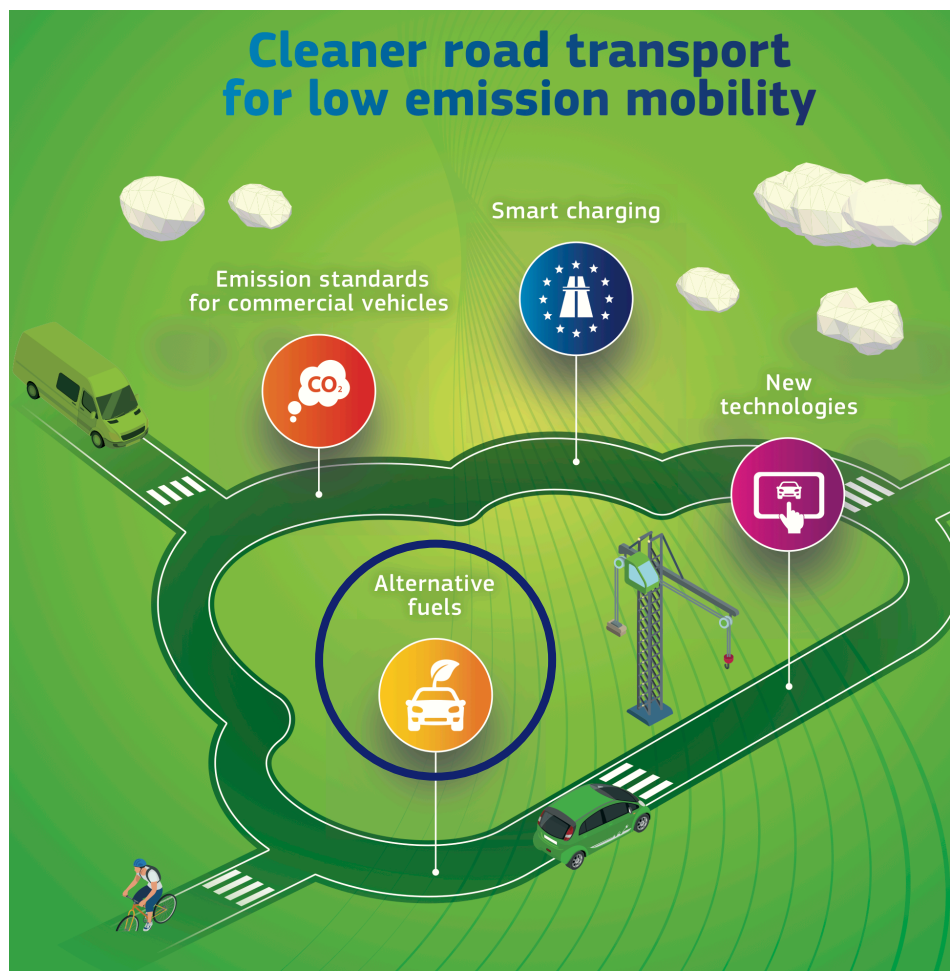 Cleaner road transport
for low emission mobility
Smart charging
Emission standards
for commercial vehicles
CO₂
New
technologies
Alternative
fuels